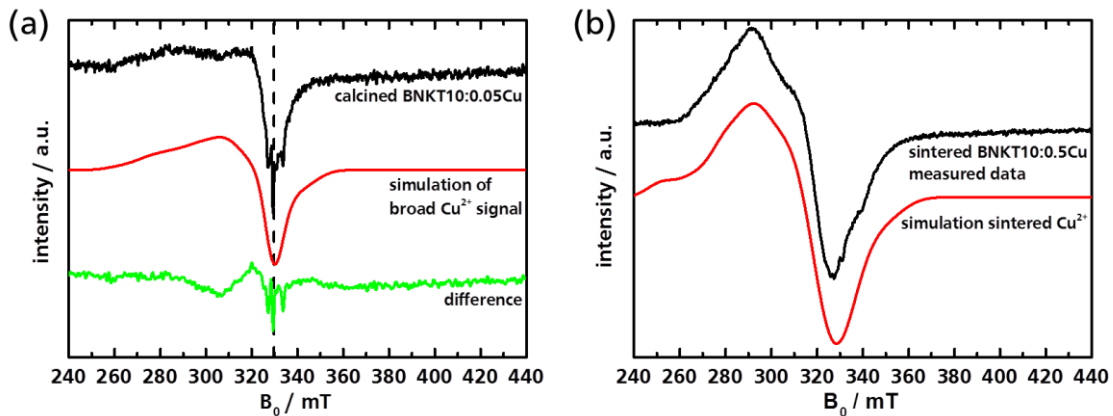 (a)
intensity / a.u.
calcined BNKT10:0.05Cu
simulation of
broad Cu²⁺ signal
difference
240 260 280 300 320 340 360 380 400 420 440
B₀ / mT
(b)
intensity / a.u.
sintered BNKT10:0.5Cu
measured data
simulation sintered Cu²⁺
240 260 280 300 320 340 360 380 400 420 440
B₀ / mT